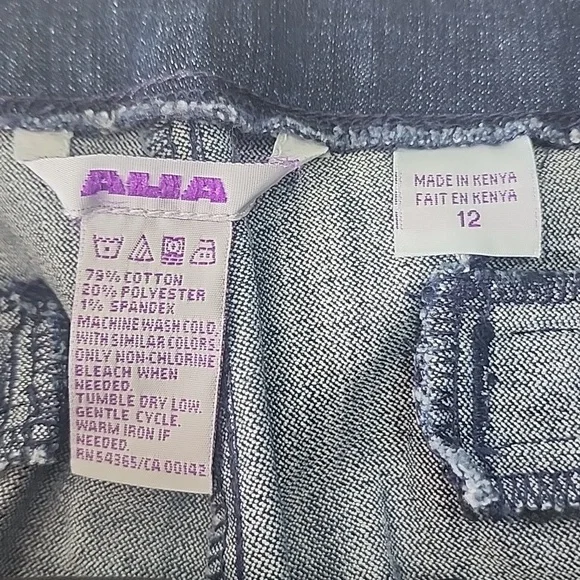 ALIA
79% COTTON
20% POLYESTER
1% SPANDEX
MACHINE WASH COLD.
WITH SIMILAR COLORS
ONLY NON-CHLORINE
BLEACH WHEN
NEEDED.
TUMBLE DRY LOW.
GENTLE CYCLE.
WARM IRON IF
NEEDED.
RN 54365/CA 00142
MADE IN KENYA
FAIT EN KENYA
12